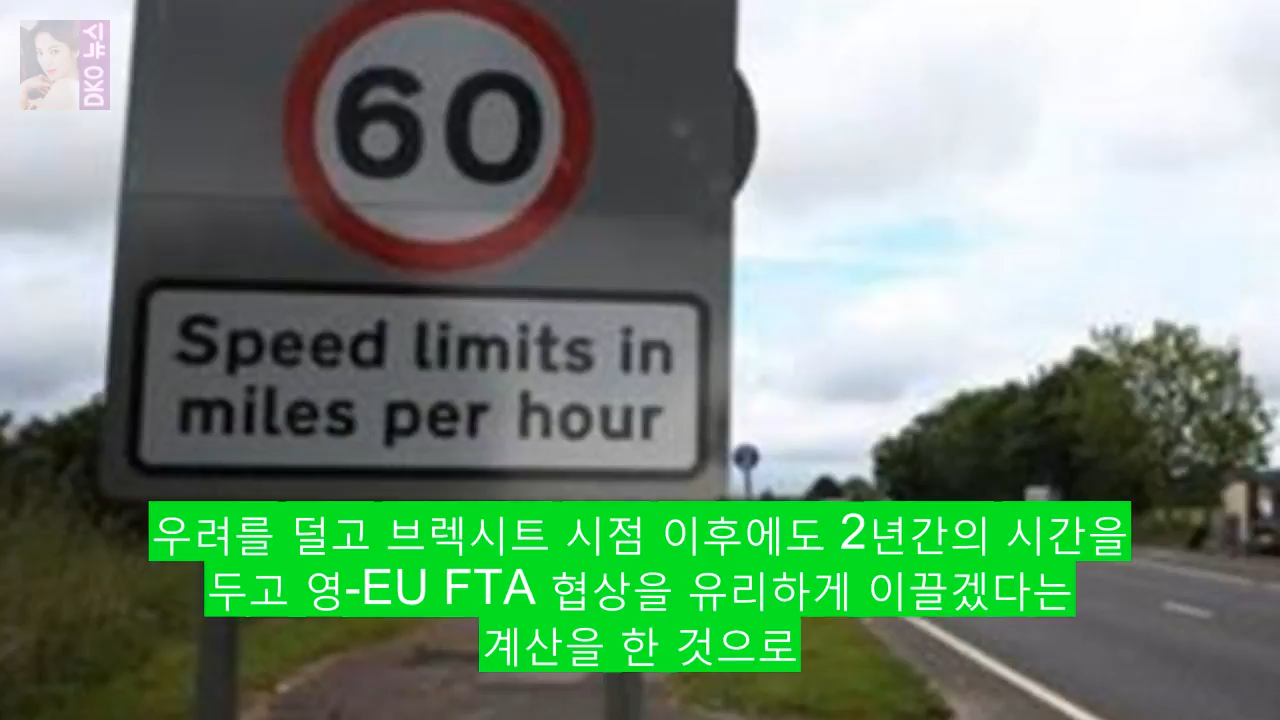 DKO 뉴스
60
Speed limits in
miles per hour
우려를 덜고 브렉시트 시점 이후에도 2년간의 시간을
두고 영-EU FTA 협상을 유리하게 이끌겠다는
계산을 한 것으로